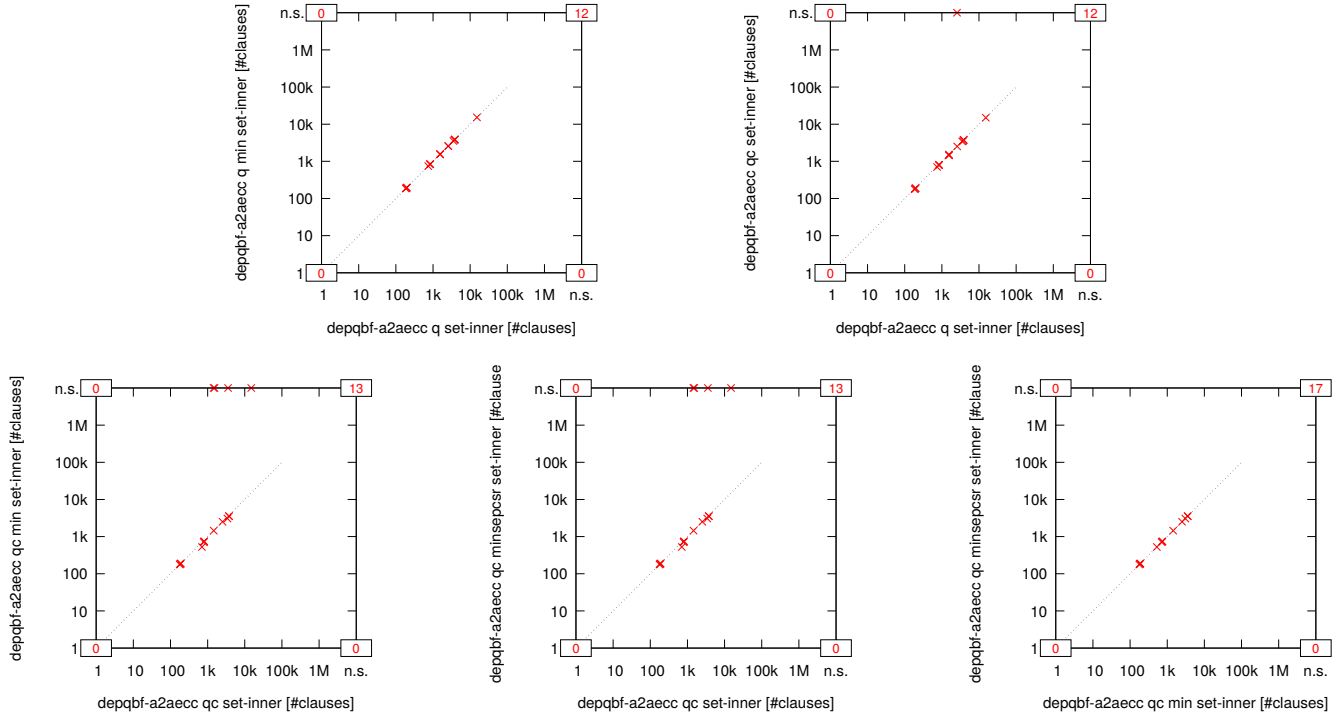 depqbf-a2aecc q min set-inner [#clauses]
n.s.
1M
100k
10k
1k
100
10
1
0
12
0
0
1 10 100 1k 10k 100k 1M n.s.
depqbf-a2aecc q set-inner [#clauses]
depqbf-a2aecc qc set-inner [#clauses]
n.s.
1M
100k
10k
1k
100
10
1
0
12
0
0
1 10 100 1k 10k 100k 1M n.s.
depqbf-a2aecc q set-inner [#clauses]
depqbf-a2aecc qc min set-inner [#clauses]
n.s.
1M
100k
10k
1k
100
10
1
0
13
0
0
1 10 100 1k 10k 100k 1M n.s.
depqbf-a2aecc qc set-inner [#clauses]
depqbf-a2aecc qc minsepcsr set-inner [#clause
n.s.
1M
100k
10k
1k
100
10
1
0
13
0
0
1 10 100 1k 10k 100k 1M n.s.
depqbf-a2aecc qc set-inner [#clauses]
depqbf-a2aecc qc minsepcsr set-inner [#clause
n.s.
1M
100k
10k
1k
100
10
1
0
17
0
0
1 10 100 1k 10k 100k 1M n.s.
depqbf-a2aecc qc min set-inner [#clauses]